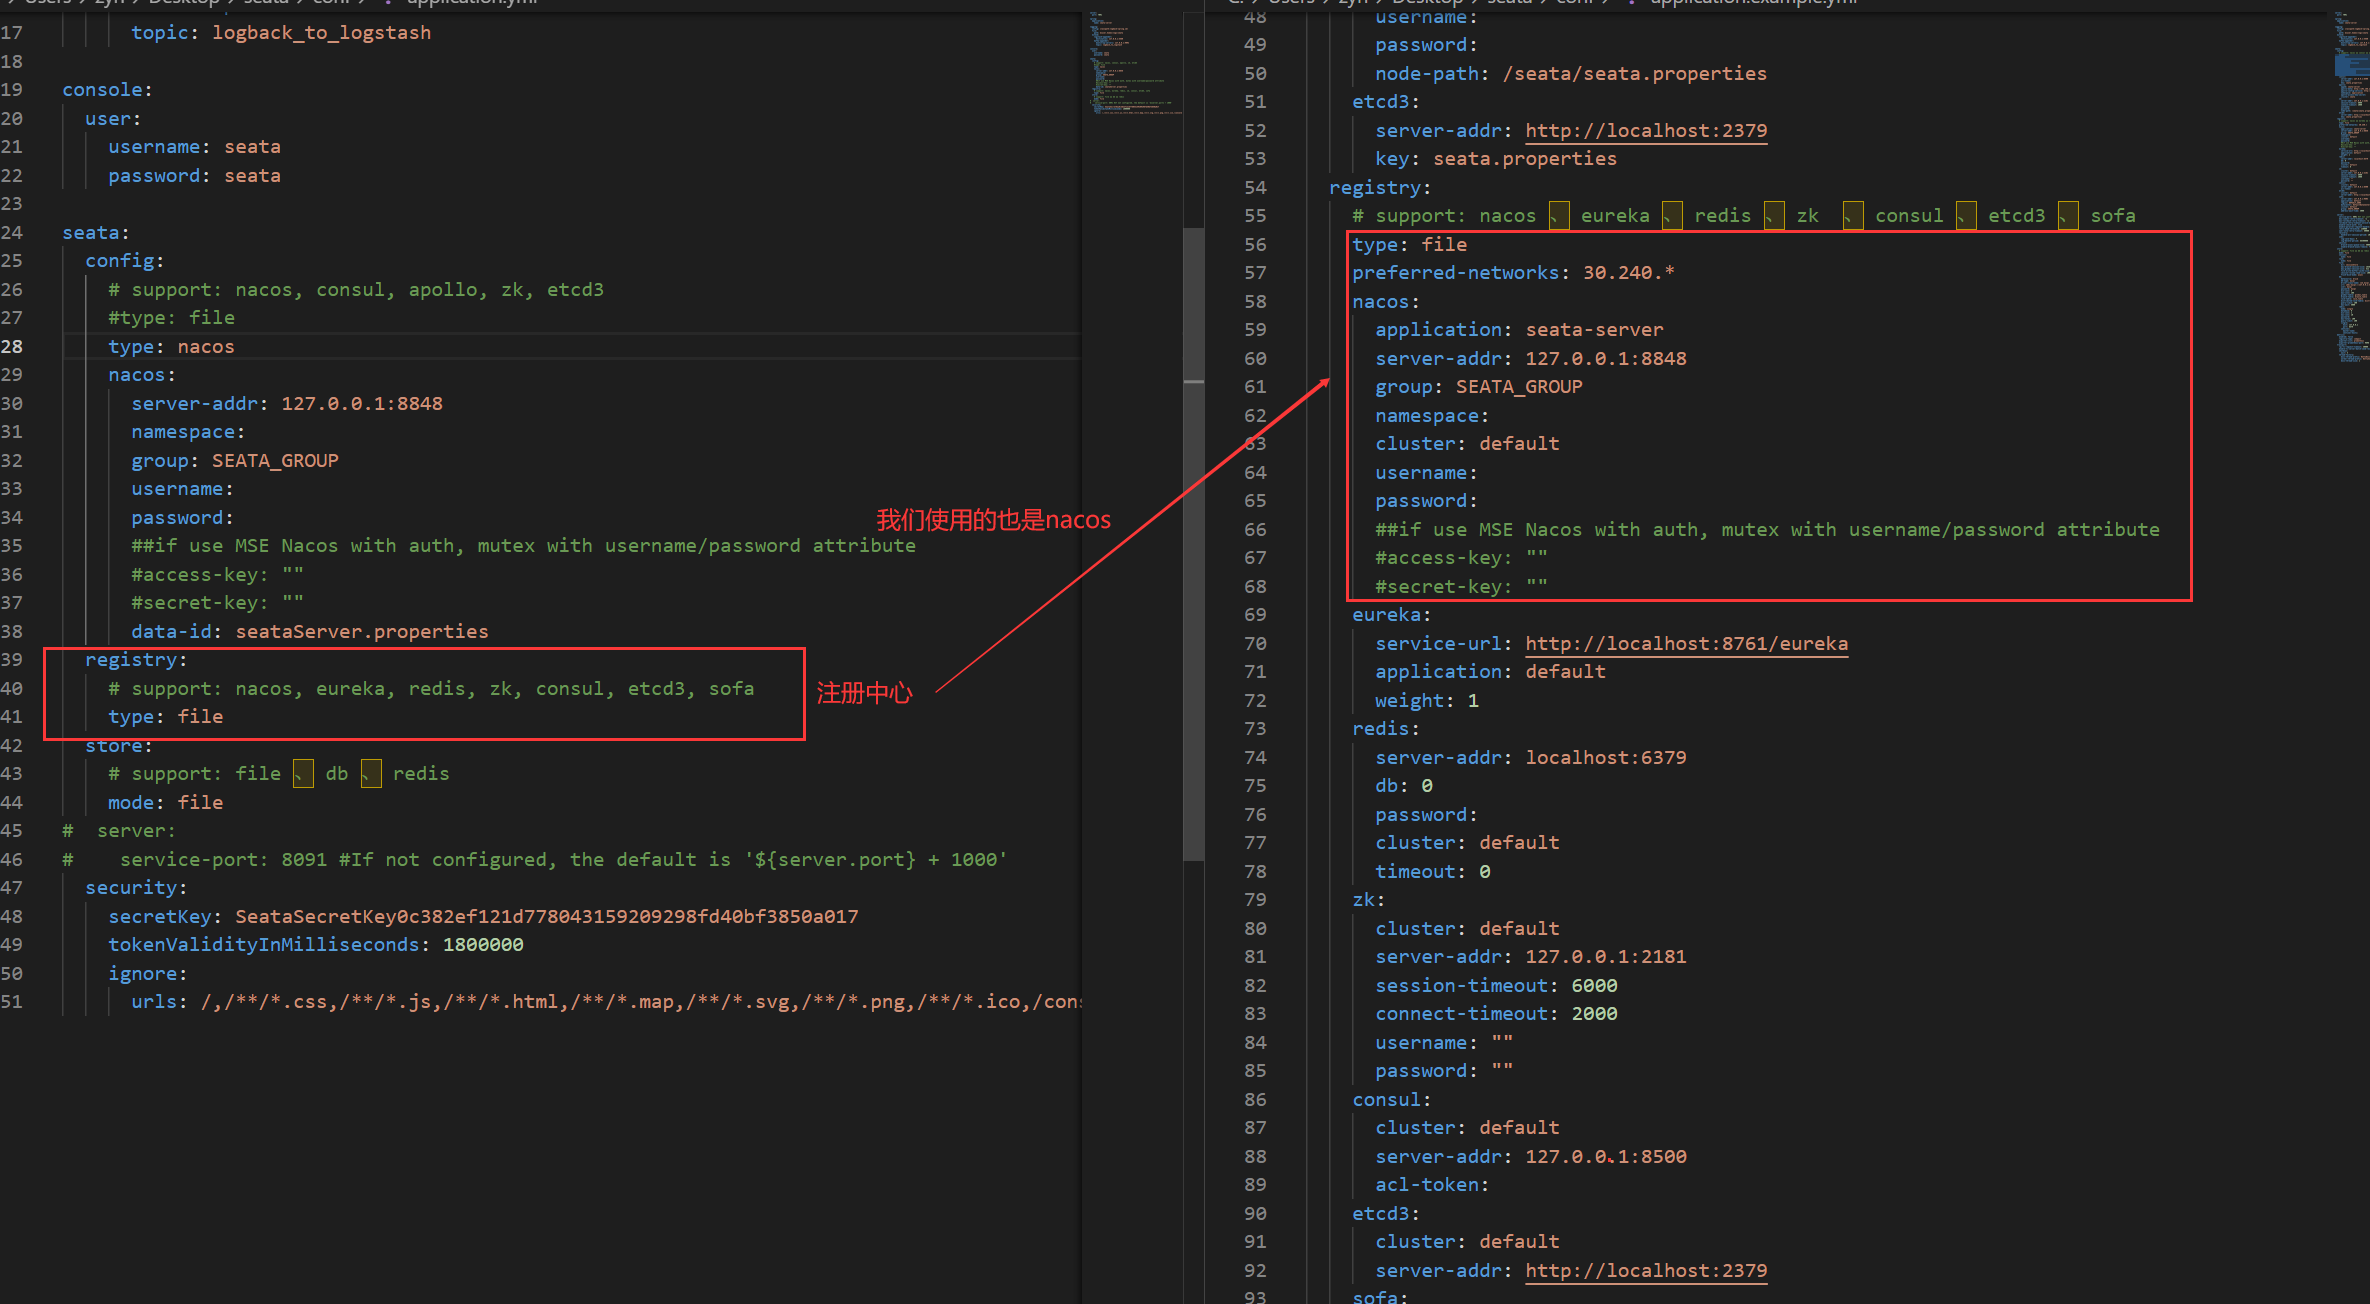 17 topic: logback_to_logstash
18
19 console:
20 user:
21 username: seata
22 password: seata
23
24 seata:
25 config:
26 # support: nacos, consul, apollo, zk, etcd3
27 #type: file
28 type: nacos
29 nacos:
30 server-addr: 127.0.0.1:8848
31 namespace:
32 group: SEATA_GROUP
33 username:
34 password:
35 ##if use MSE Nacos with auth, mutex with username/password attribute
36 #access-key: ""
37 #secret-key: ""
38 data-id: seataServer.properties
39 registry:
40 # support: nacos, eureka, redis, zk, consul, etcd3, sofa
41 type: file
42 store:
43 # support: file 、 db 、 redis
44 mode: file
45 # server:
46 # service-port: 8091 #If not configured, the default is '${server.port} + 1000'
47 security:
48 secretKey: SeataSecretKey0c382ef121d778043159209298fd40bf3850a017
49 tokenValidityInMilliseconds: 1800000
50 ignore:
51 urls: /,/**/*.css,/**/*.js,/**/*.html,/**/*.map,/**/*.svg,/**/*.png,/**/*.ico,/con
我们使用的也是nacos
注册中心
48 username:
49 password:
50 node-path: /seata/seata.properties
51 etcd3:
52 server-addr: http://localhost:2379
53 key: seata.properties
54 registry:
55 # support: nacos 、 eureka 、 redis 、 zk 、 consul 、 etcd3 、 sofa
56 type: file
57 preferred-networks: 30.240.*
58 nacos:
59 application: seata-server
60 server-addr: 127.0.0.1:8848
61 group: SEATA_GROUP
62 namespace:
63 cluster: default
64 username:
65 password:
66 ##if use MSE Nacos with auth, mutex with username/password attribute
67 #access-key: ""
68 #secret-key: ""
69 eureka:
70 service-url: http://localhost:8761/eureka
71 application: default
72 weight: 1
73 redis:
74 server-addr: localhost:6379
75 db: 0
76 password:
77 cluster: default
78 timeout: 0
79 zk:
80 cluster: default
81 server-addr: 127.0.0.1:2181
82 session-timeout: 6000
83 connect-timeout: 2000
84 username: ""
85 password: ""
86 consul:
87 cluster: default
88 server-addr: 127.0.0.1:8500
89 acl-token:
90 etcd3:
91 cluster: default
92 server-addr: http://localhost:2379
93 sofa: